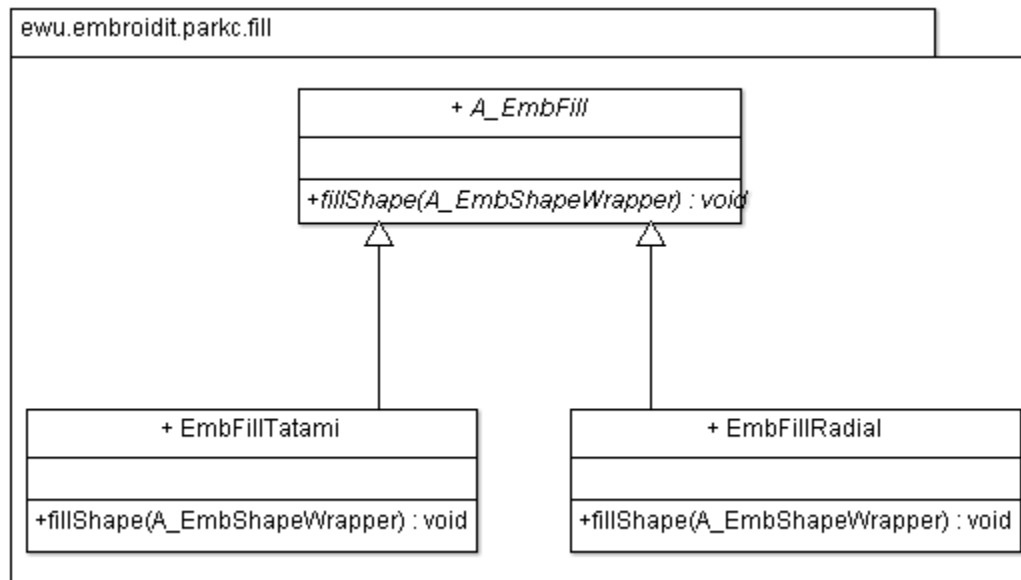 ewu.embroidit.parkc.fill
+ A_EmbFill
+fillShape(A_EmbShapeWrapper) : void
+ EmbFillTatami
+fillShape(A_EmbShapeWrapper) : void
+ EmbFillRadial
+fillShape(A_EmbShapeWrapper) : void